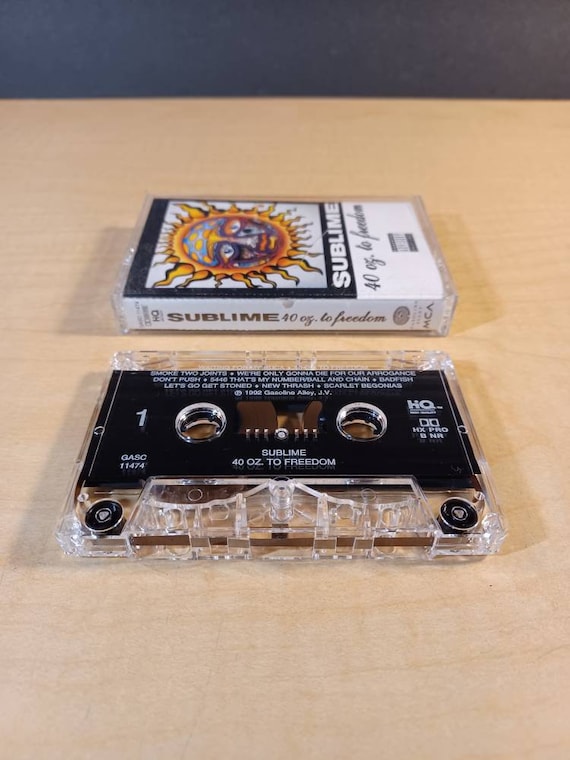 SUBLIME
40 oz. to freedom
HQ
SUBLIME 40 oz. to freedom
MCA
SMOKE TWO JOINTS • WE'RE ONLY GONNA DIE FOR OUR ARROGANCE
DON'T PUSH • 5446 THAT'S MY NUMBER/BALL AND CHAIN • BADFISH
LET'S GO GET STONED • NEW THRASH • SCARLET BEGONIAS
℗ 1992 Gasoline Alley, J.V.
1
HQ
HX PRO
B NR
GASC
11474
SUBLIME
40 OZ. TO FREEDOM